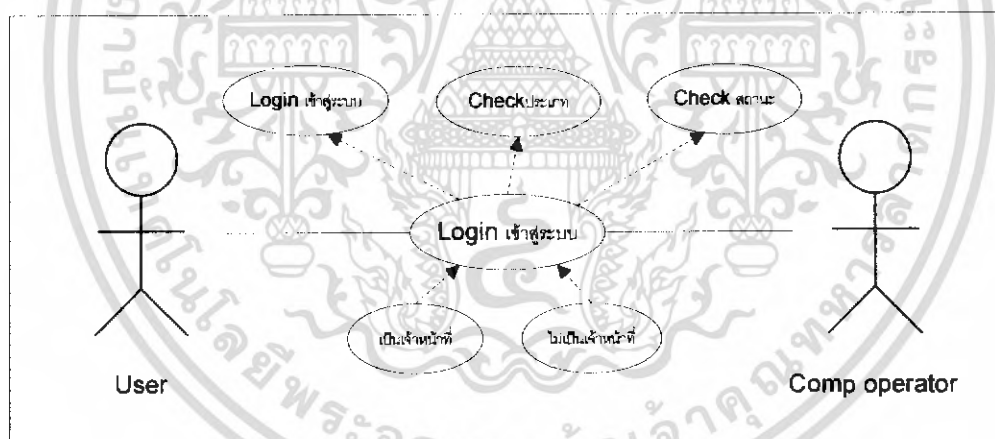 Login เข้าสู่ระบบ
Checkประเภท
Check สถานะ
Login เข้าสู่ระบบ
เป็นเจ้าหน้าที่
ไม่เป็นเจ้าหน้าที่
User
Comp operator